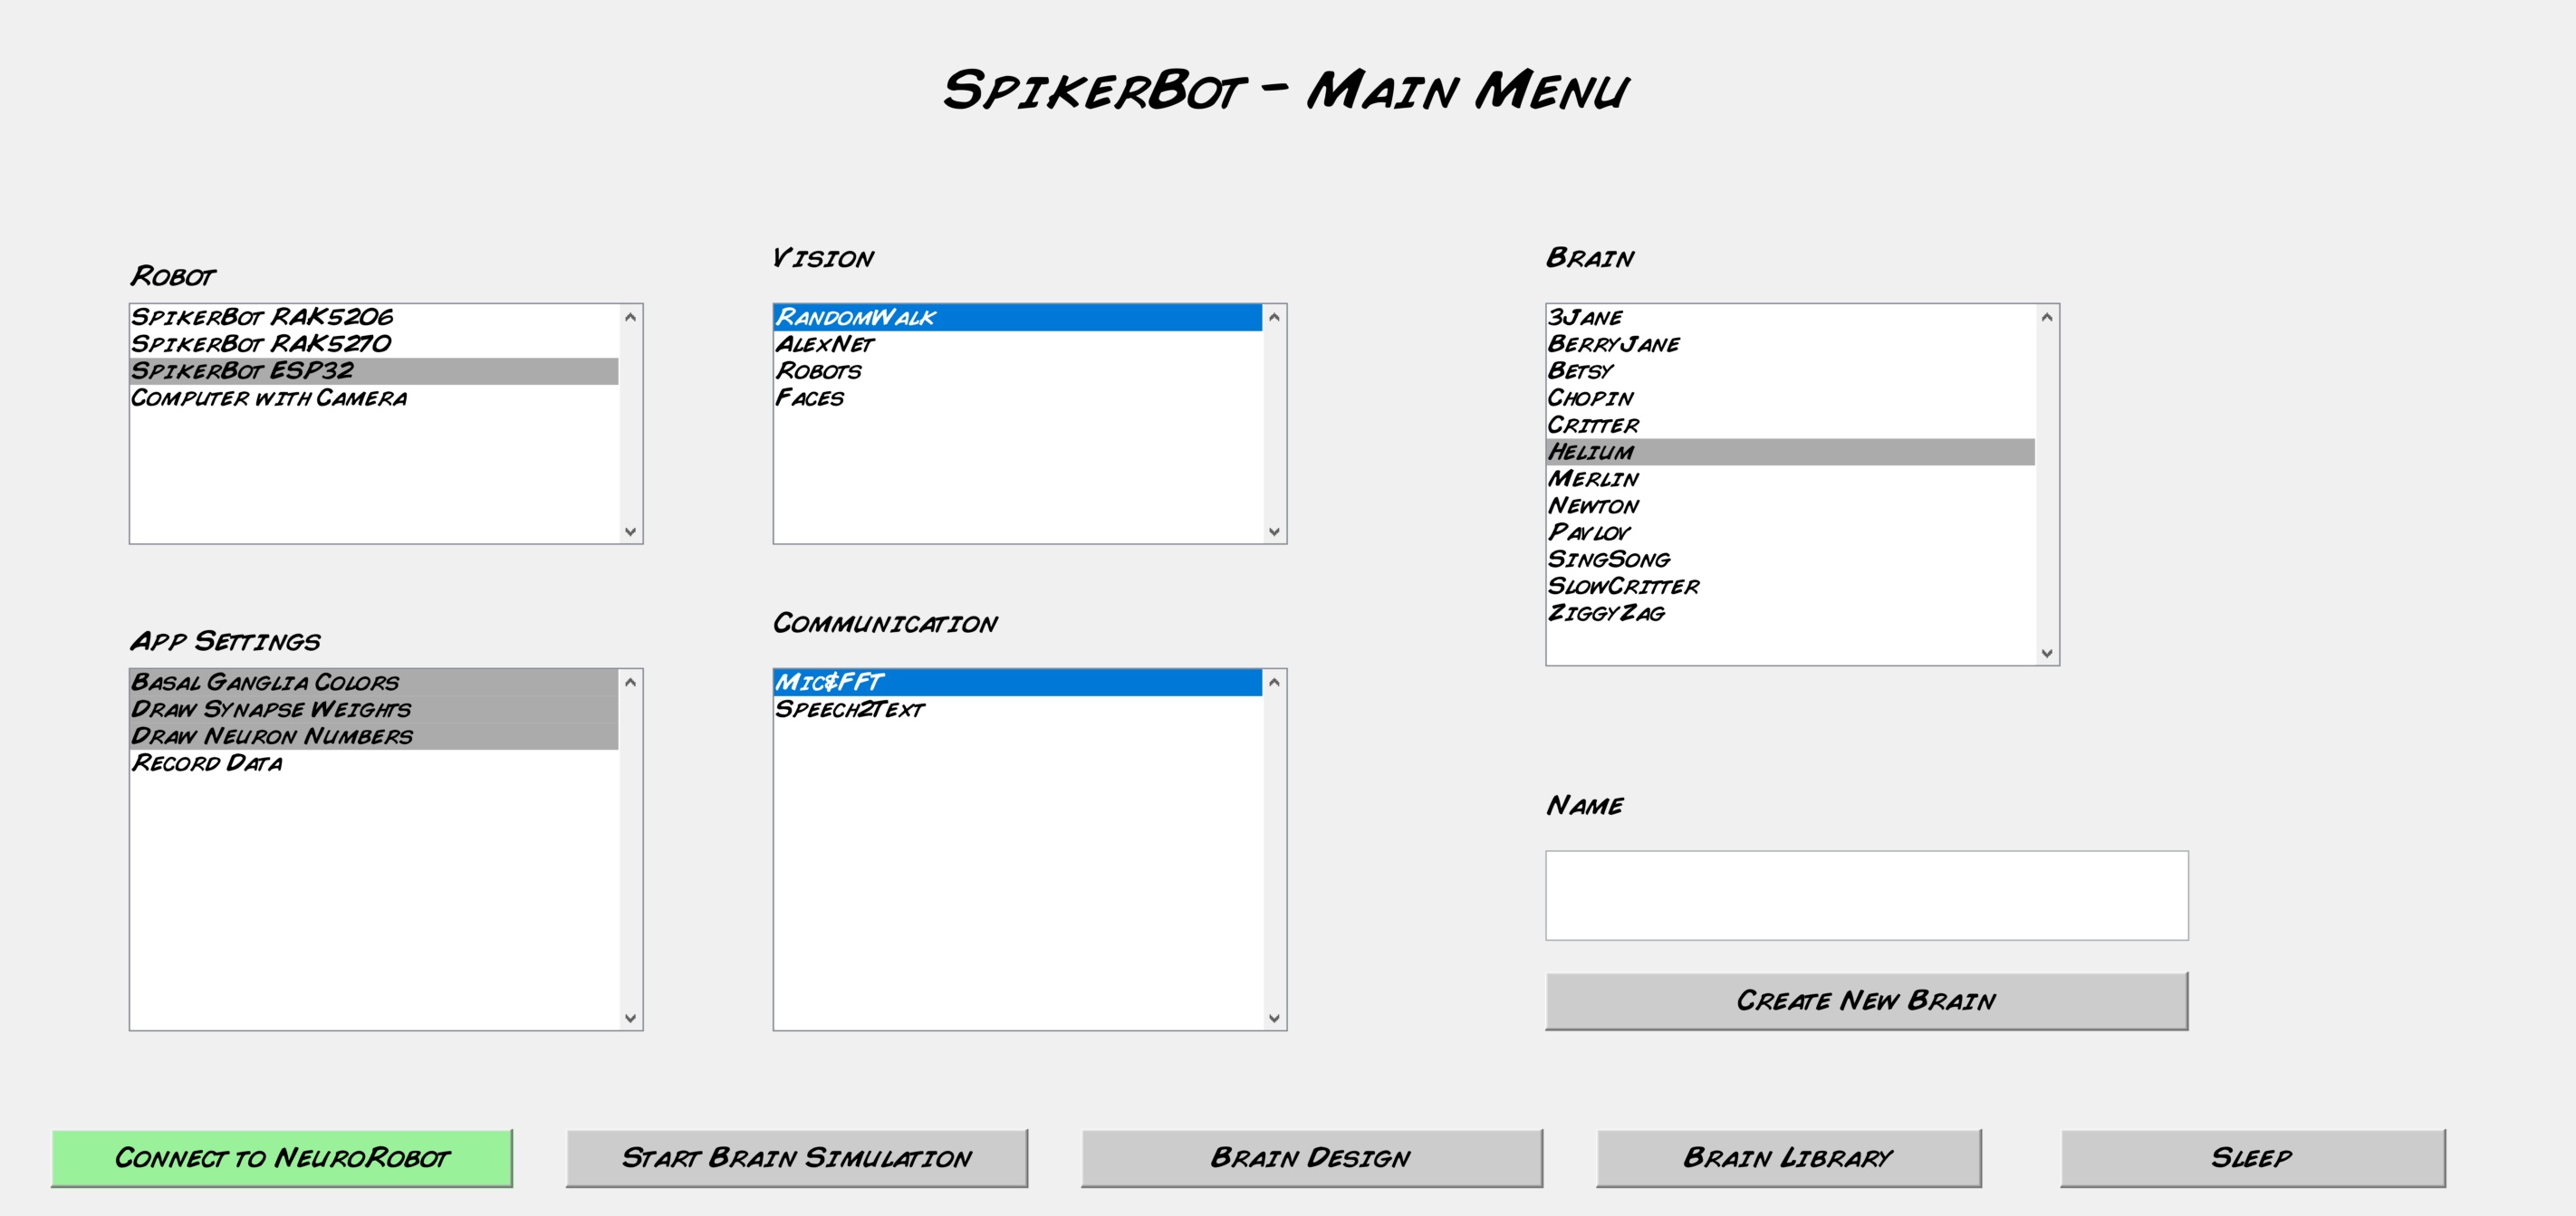 SpikerBot - Main Menu
Robot
SpikerBot RAK5206
SpikerBot RAK5270
SpikerBot ESP32
Computer with Camera
Vision
RandomWalk
AlexNet
Robots
Faces
Brain
3Jane
BerryJane
Betsy
Chopin
Critter
Helium
Merlin
Newton
Pavlov
SingSong
SlowCritter
ZiggyZag
App Settings
Basal Ganglia Colors
Draw Synapse Weights
Draw Neuron Numbers
Record Data
Communication
Mic&FFT
Speech2Text
Name
Create New Brain
Connect to NeuroRobot
Start Brain Simulation
Brain Design
Brain Library
Sleep